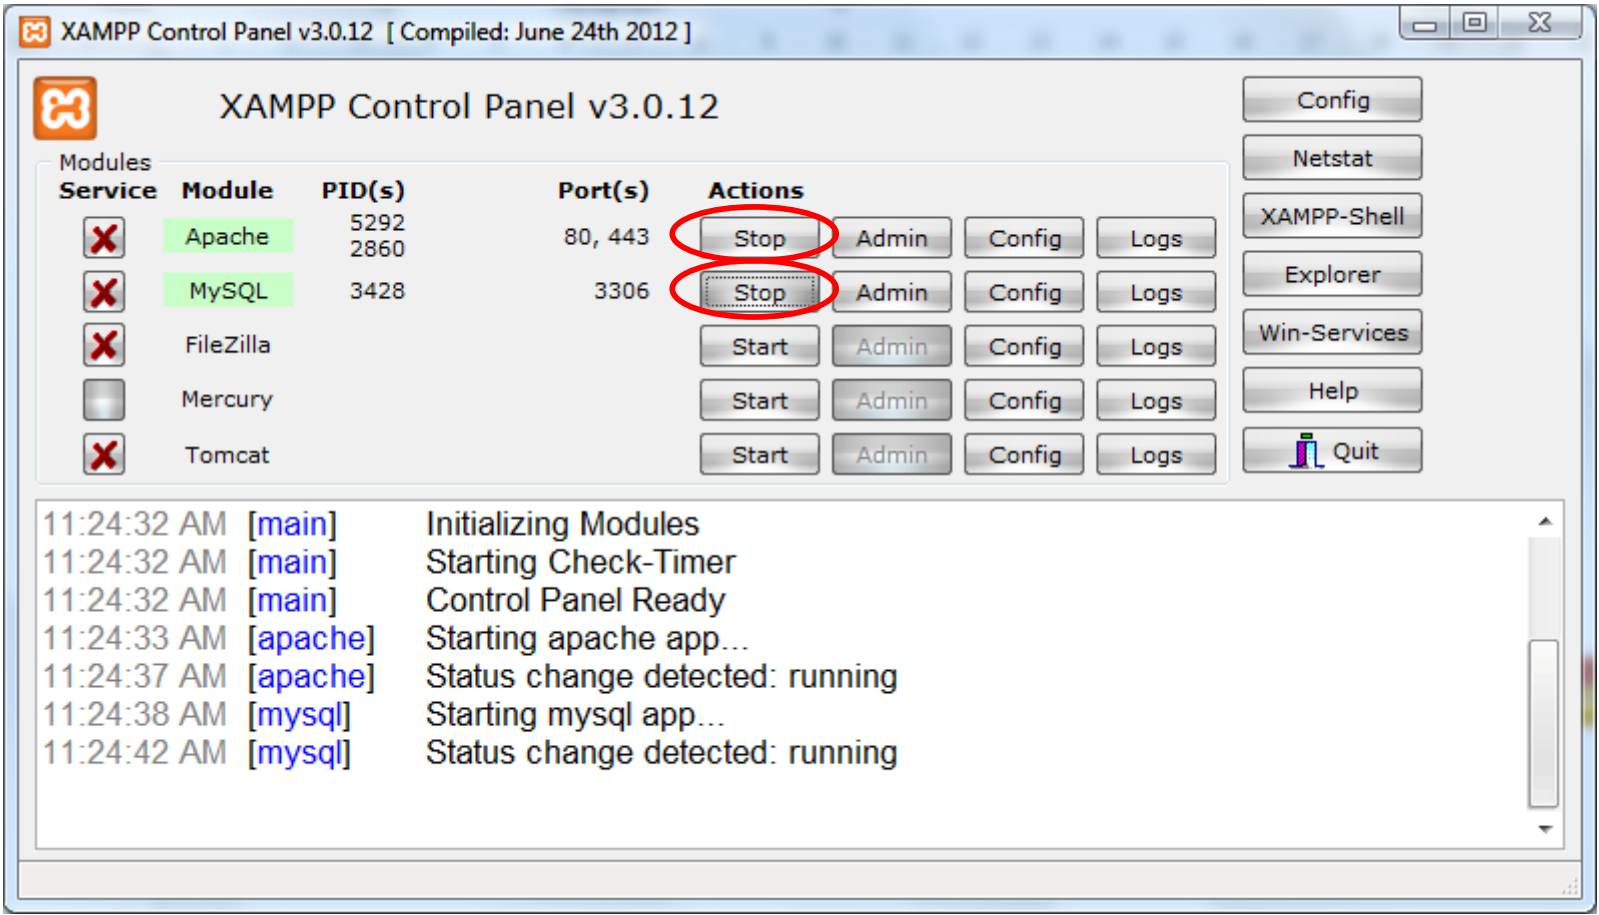 XAMPP Control Panel v3.0.12 [ Compiled: June 24th 2012 ]
XAMPP Control Panel v3.0.12
Config
Netstat
XAMPP-Shell
Explorer
Win-Services
Help
Quit
Modules
Service Module PID(s) Port(s) Actions
Apache 5292 2860 80, 443 Stop Admin Config Logs
MySQL 3428 3306 Stop Admin Config Logs
FileZilla Start Admin Config Logs
Mercury Start Admin Config Logs
Tomcat Start Admin Config Logs
11:24:32 AM [main] Initializing Modules
11:24:32 AM [main] Starting Check-Timer
11:24:32 AM [main] Control Panel Ready
11:24:33 AM [apache] Starting apache app...
11:24:37 AM [apache] Status change detected: running
11:24:38 AM [mysql] Starting mysql app...
11:24:42 AM [mysql] Status change detected: running